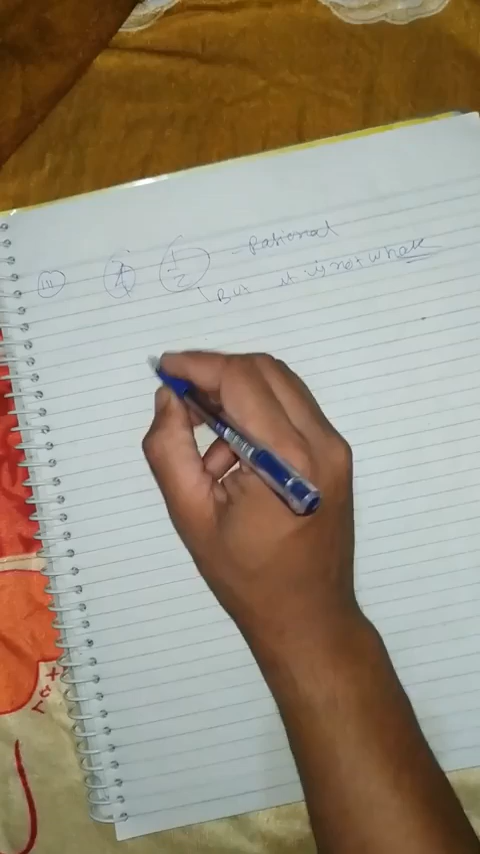 (iii) 1/2 - Rational
But it is not whole